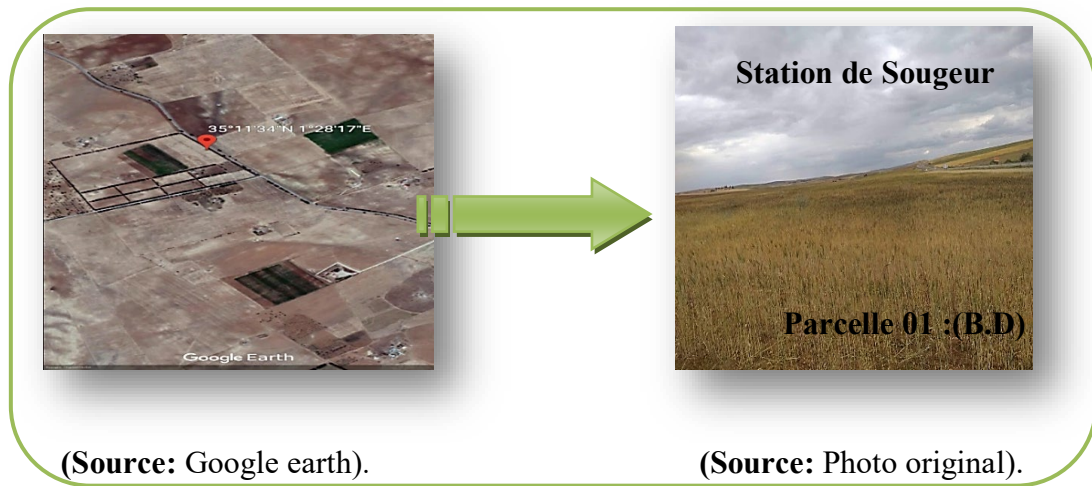 35°11'34"N 1°28'17"E
Google Earth
Station de Sougeur
Parcelle 01 :(B.D)
(Source: Google earth).
(Source: Photo original).